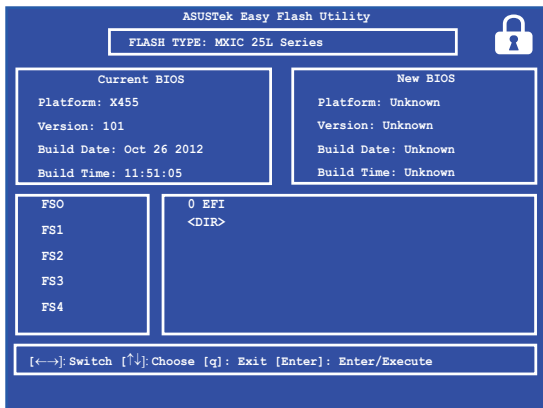 ASUSTek Easy Flash Utility
FLASH TYPE: MXIC 25L Series
Current BIOS
Platform: X455
Version: 101
Build Date: Oct 26 2012
Build Time: 11:51:05
New BIOS
Platform: Unknown
Version: Unknown
Build Date: Unknown
Build Time: Unknown
FSO
FS1
FS2
FS3
FS4
0 EFI
<DIR>
[←→]: Switch [↑↓]: Choose [q]: Exit [Enter]: Enter/Execute